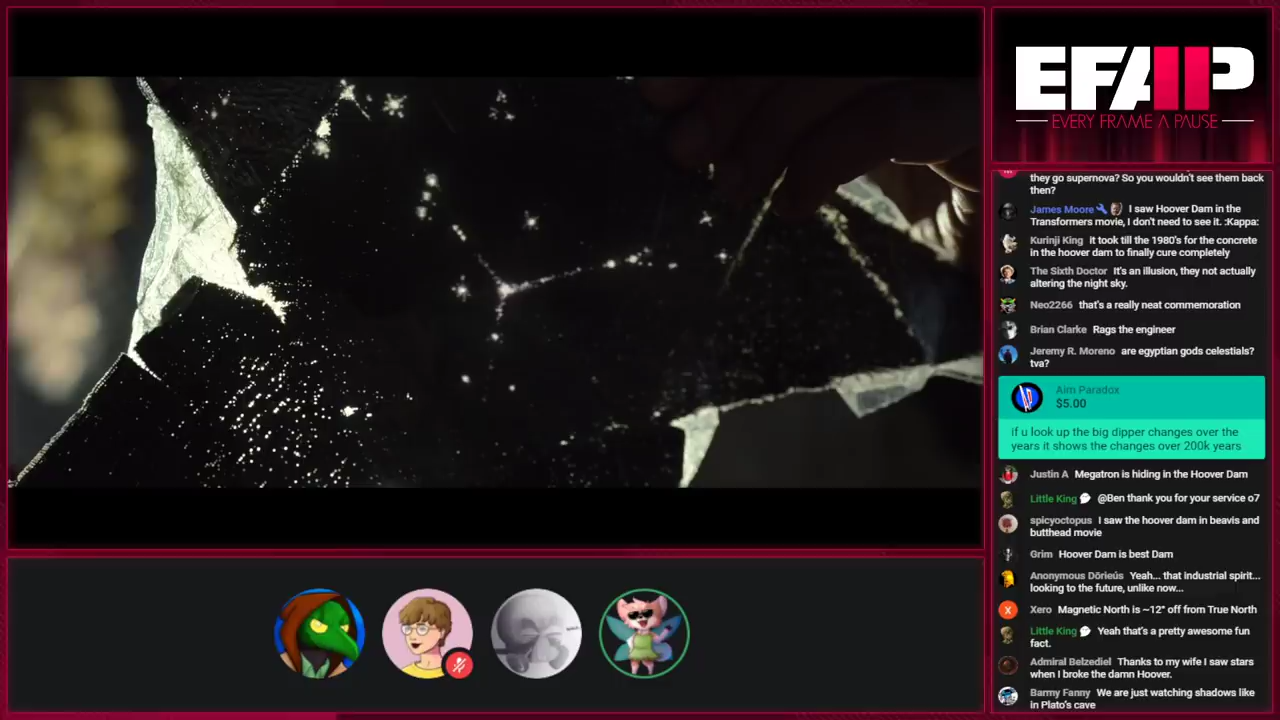 EFAP
EVERY FRAME A PAUSE
they go supernova? So you wouldn't see them back
then?
James Moore I saw Hoover Dam in the
Transformers movie, I don't need to see it. :Kappa:
Kurinji King it took till the 1980's for the concrete
in the hoover dam to finally cure completely
The Sixth Doctor It's an illusion, they not actually
altering the night sky.
Neo2266 that's a really neat commemoration
Brian Clarke Rags the engineer
Jeremy R. Moreno are egyptian gods celestials?
tva?
Aim Paradox
$5.00
if u look up the big dipper changes over the
years it shows the changes over 200k years
Justin A Megatron is hiding in the Hoover Dam
Little King @Ben thank you for your service o7
spicyoctopus I saw the hoover dam in beavis and
butthead movie
Grim Hoover Dam is best Dam
Anonymous Dōrieús Yeah... that industrial spirit...
looking to the future, unlike now...
X
Xero Magnetic North is ~12° off from True North
Little King Yeah that's a pretty awesome fun
fact.
Admiral Belzediel Thanks to my wife I saw stars
when I broke the damn Hoover.
Barmy Fanny We are just watching shadows like
in Plato's cave